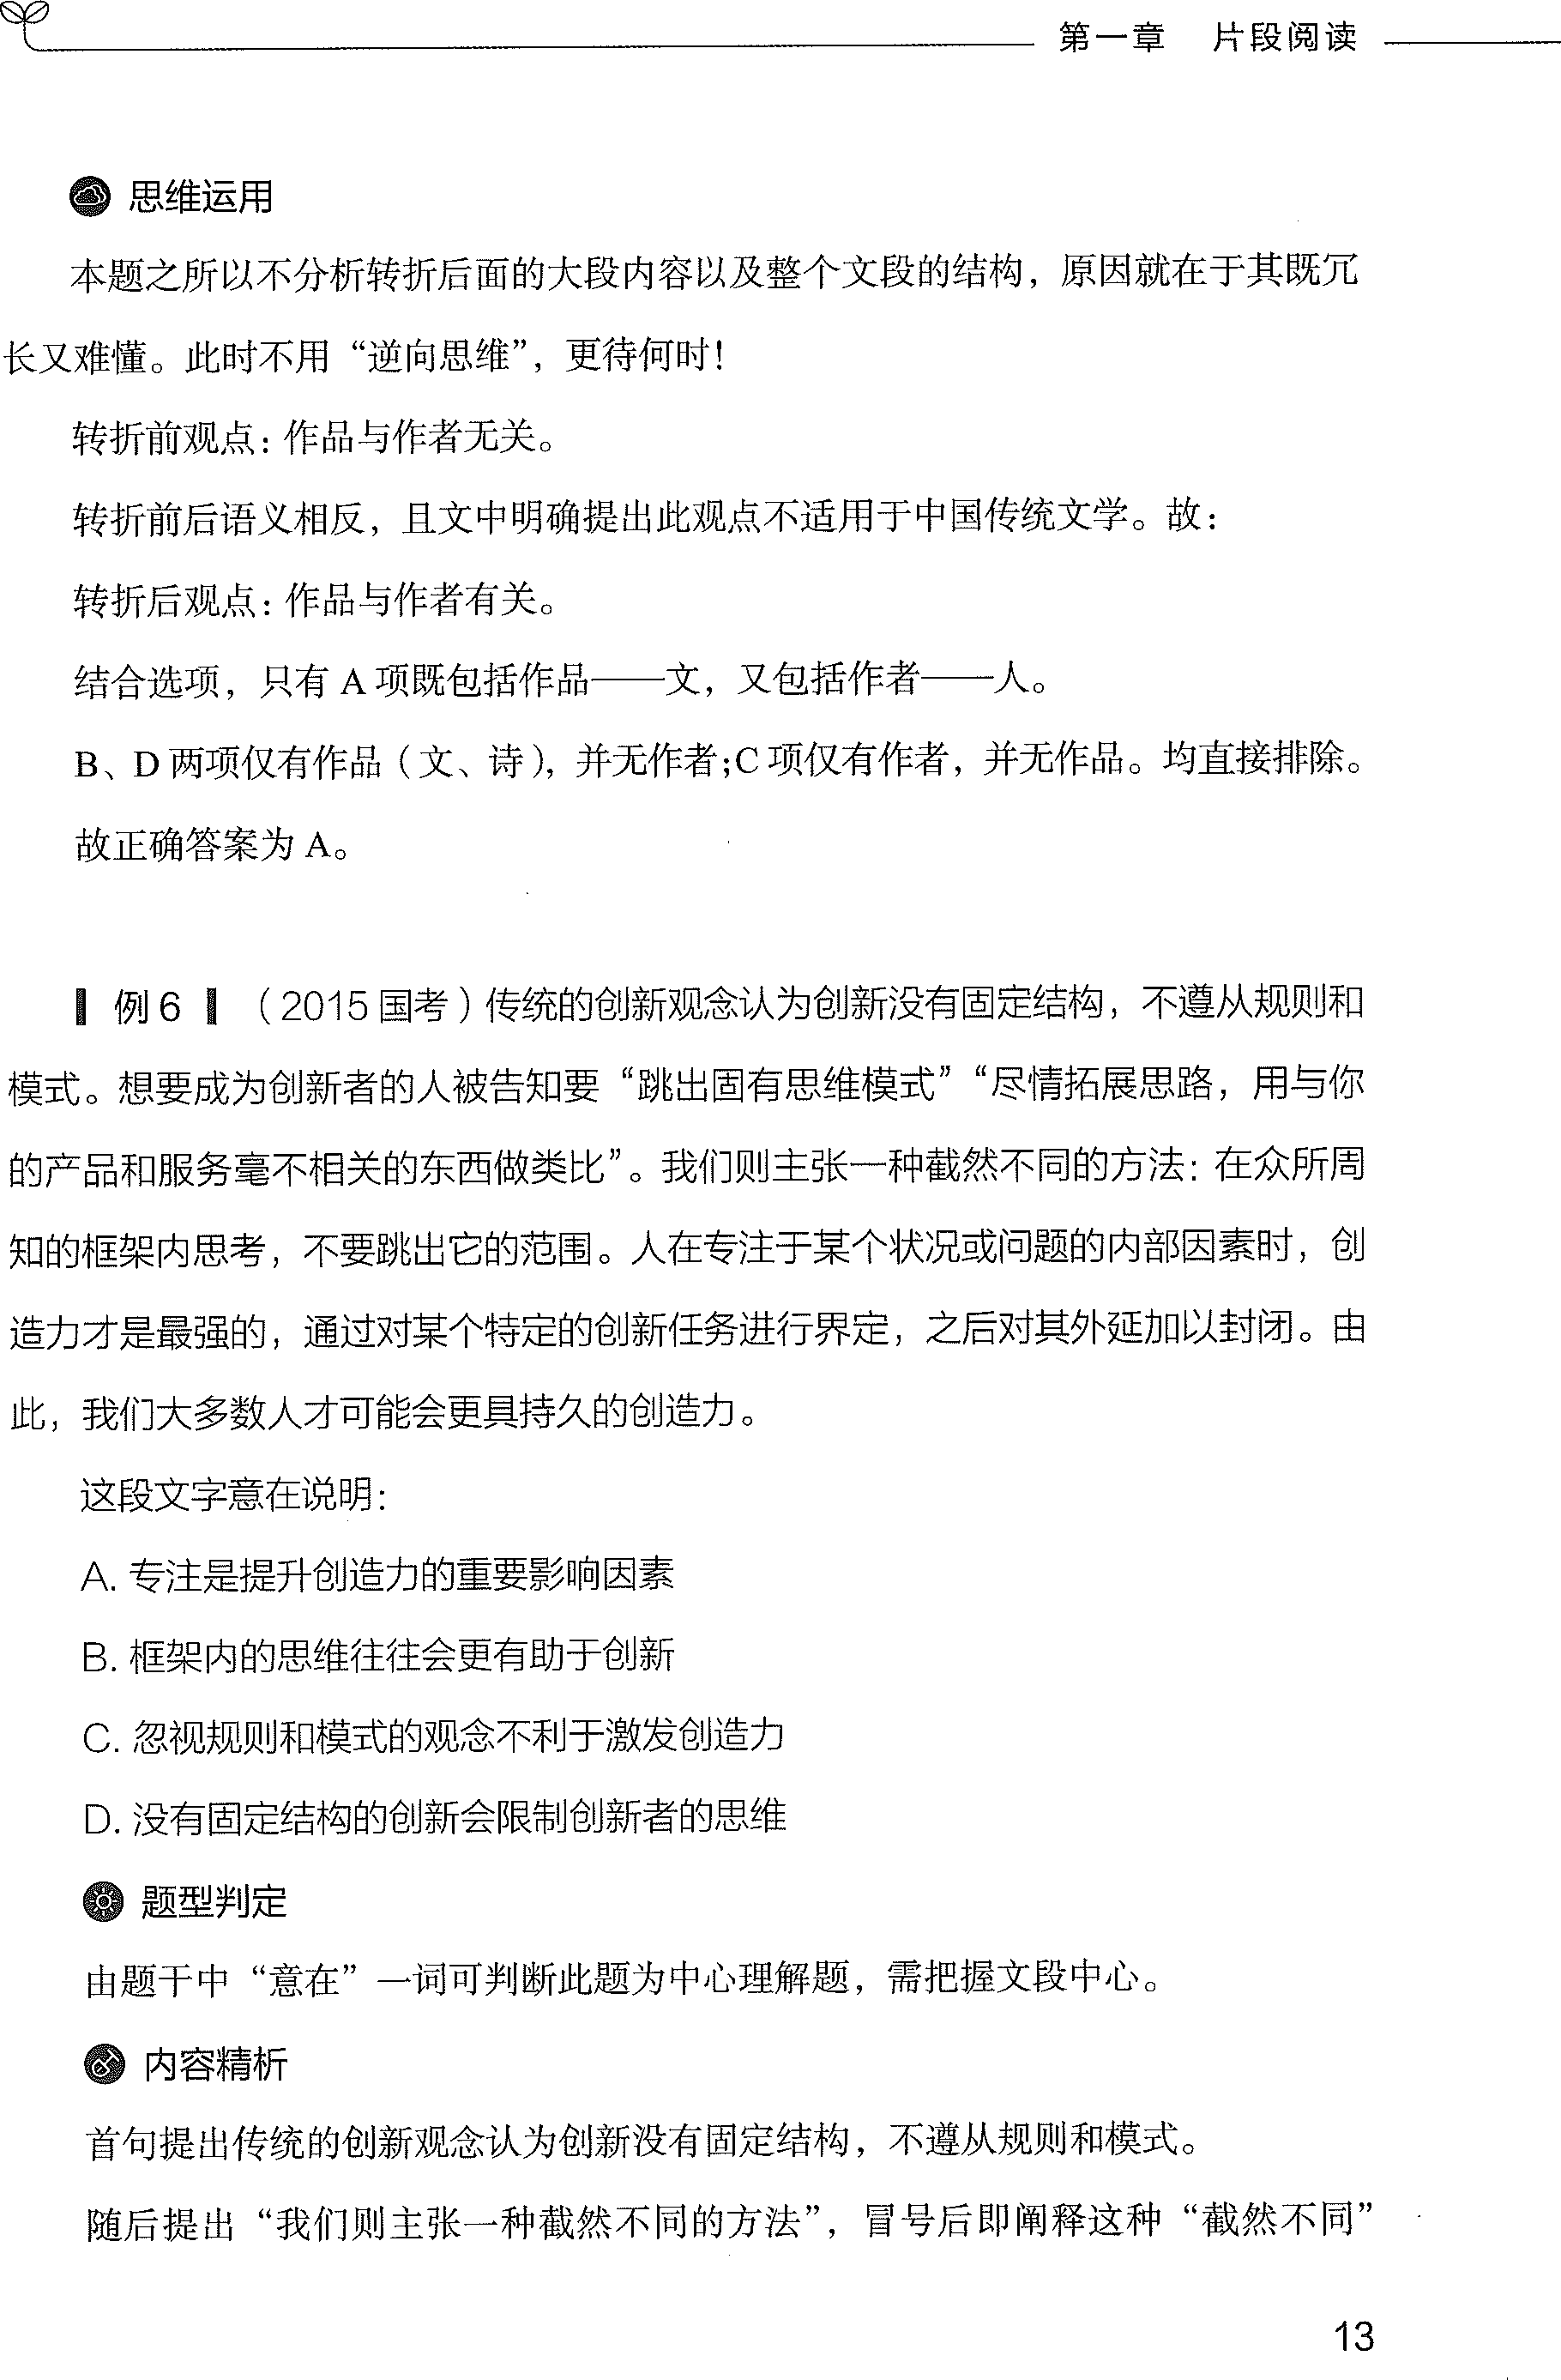 第一章 片段阅读
思维运用
本题之所以不分析转折后面的大段内容以及整个文段的结构，原因就在于其既冗
长又难懂。此时不用“逆向思维”，更待何时！
转折前观点：作品与作者无关。
转折前后语义相反，且文中明确提出此观点不适用于中国传统文学。故：
转折后观点：作品与作者有关。
结合选项，只有 A 项既包括作品——文，又包括作者——人。
B、D 两项仅有作品（文、诗），并无作者；C 项仅有作者，并无作品。均直接排除。
故正确答案为 A。
例 6 （2015 国考）传统的创新观念认为创新没有固定结构，不遵从规则和
模式。想要成为创新者的人被告知要“跳出固有思维模式”“尽情拓展思路，用与你
的产品和服务毫不相关的东西做类比”。我们则主张一种截然不同的方法：在众所周
知的框架内思考，不要跳出它的范围。人在专注于某个状况或问题的内部因素时，创
造力才是最强的，通过对某个特定的创新任务进行界定，之后对其外延加以封闭。由
此，我们大多数人才可能会更具持久的创造力。
这段文字意在说明：
A. 专注是提升创造力的重要影响因素
B. 框架内的思维往往会更有助于创新
C. 忽视规则和模式的观念不利于激发创造力
D. 没有固定结构的创新会限制创新者的思维
题型判定
由题干中“意在”一词可判断此题为中心理解题，需把握文段中心。
内容精析
首句提出传统的创新观念认为创新没有固定结构，不遵从规则和模式。
随后提出“我们则主张一种截然不同的方法”，冒号后即阐释这种“截然不同”
13